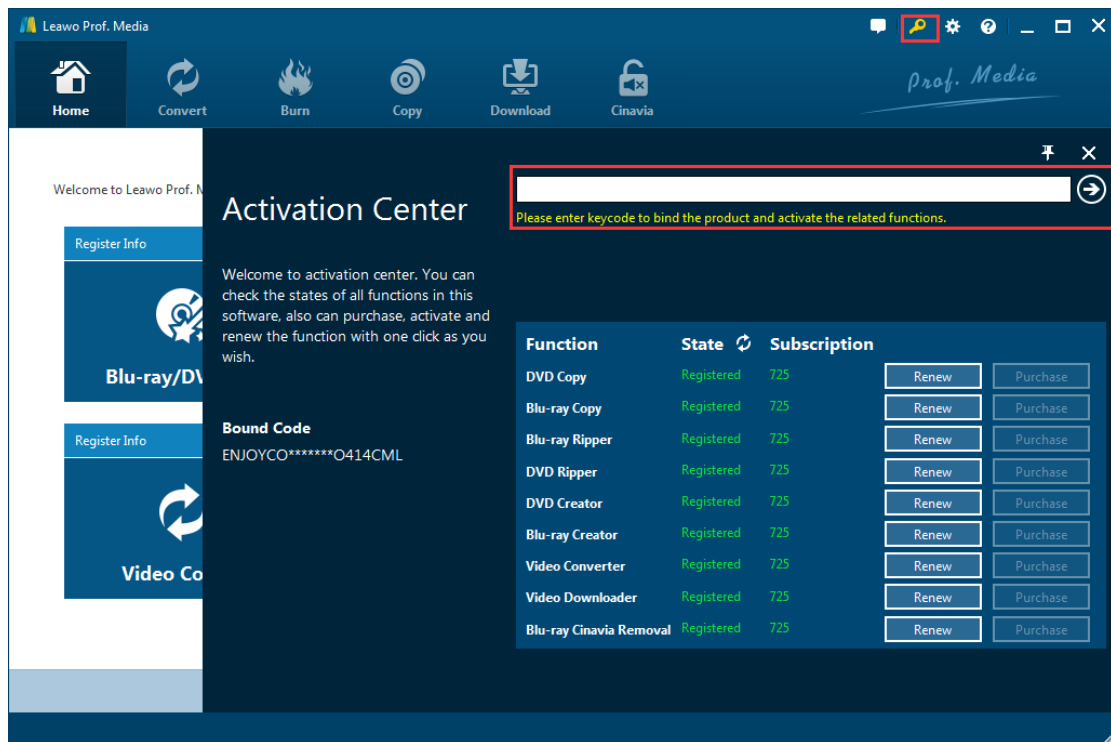 Leawo Prof. Media
Home
Convert
Burn
Copy
Download
Cinavia
Prof. Media
Welcome to Leawo Prof.
Register Info
Blu-ray/DV
Register Info
Video Co
Activation Center
Welcome to activation center. You can
check the states of all functions in this
software, also can purchase, activate and
renew the function with one click as you
wish.
Bound Code
ENJOYCO*******O414CML
Please enter keycode to bind the product and activate the related functions.
Function State Subscription
DVD Copy Registered 725 Renew Purchase
Blu-ray Copy Registered 725 Renew Purchase
Blu-ray Ripper Registered 725 Renew Purchase
DVD Ripper Registered 725 Renew Purchase
DVD Creator Registered 725 Renew Purchase
Blu-ray Creator Registered 725 Renew Purchase
Video Converter Registered 725 Renew Purchase
Video Downloader Registered 725 Renew Purchase
Blu-ray Cinavia Removal Registered 725 Renew Purchase